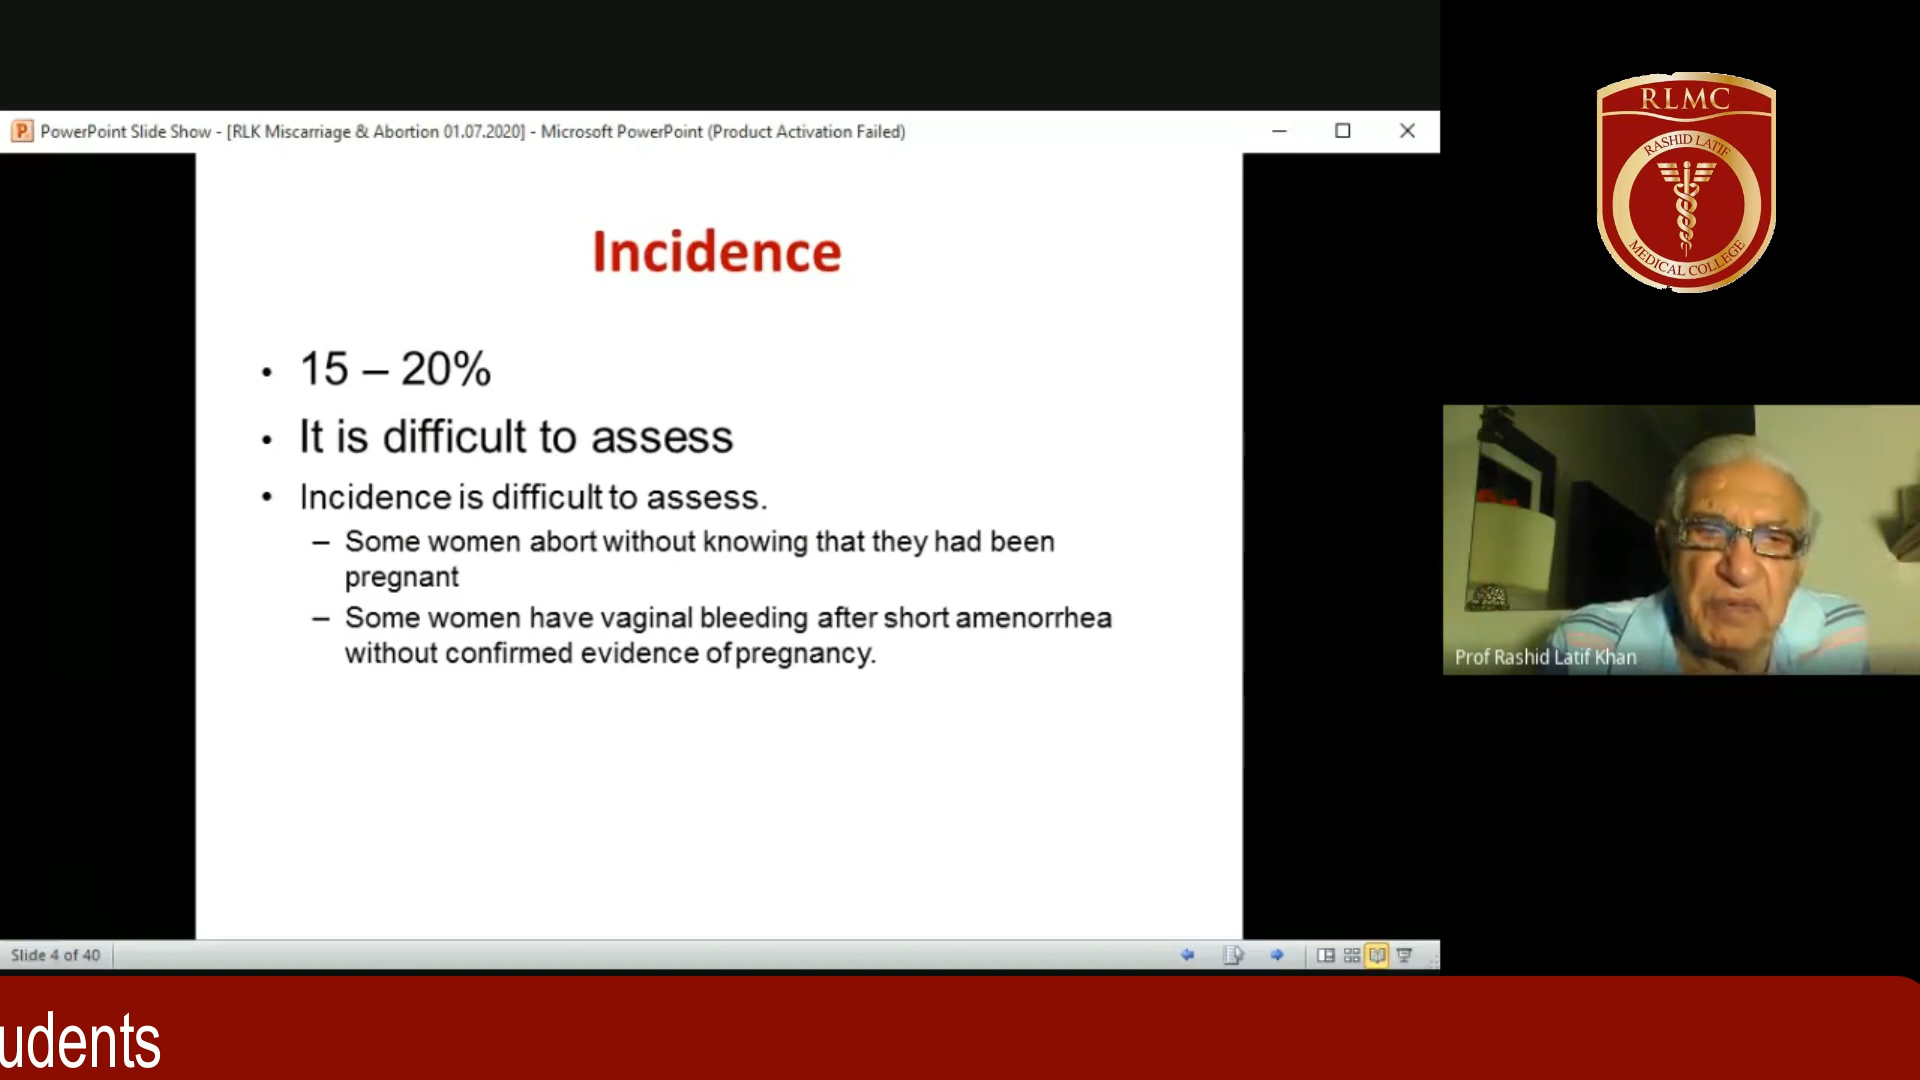 PowerPoint Slide Show - [RLK Miscarriage & Abortion 01.07.2020] - Microsoft PowerPoint (Product Activation Failed)
Incidence
• 15 – 20%
• It is difficult to assess
• Incidence is difficult to assess.
– Some women abort without knowing that they had been
pregnant
– Some women have vaginal bleeding after short amenorrhea
without confirmed evidence of pregnancy.
Slide 4 of 40
RLMC
RASHID LATIF
MEDICAL COLLEGE
Prof Rashid Latif Khan
udents